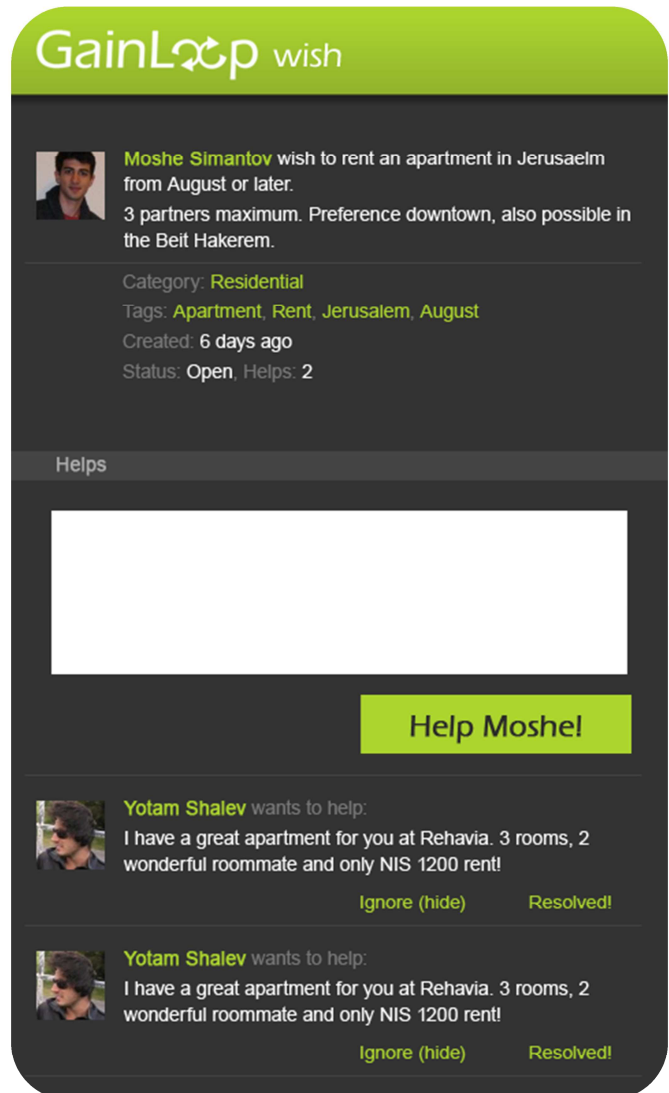 GainLoop wish
Moshe Simantov wish to rent an apartment in Jerusaelm
from August or later.
3 partners maximum. Preference downtown, also possible in
the Beit Hakerem.
Category: Residential
Tags: Apartment, Rent, Jerusalem, August
Created: 6 days ago
Status: Open, Helps: 2
Helps
Help Moshe!
Yotam Shalev wants to help:
I have a great apartment for you at Rehavia. 3 rooms, 2
wonderful roommate and only NIS 1200 rent!
Ignore (hide) Resolved!
Yotam Shalev wants to help:
I have a great apartment for you at Rehavia. 3 rooms, 2
wonderful roommate and only NIS 1200 rent!
Ignore (hide) Resolved!